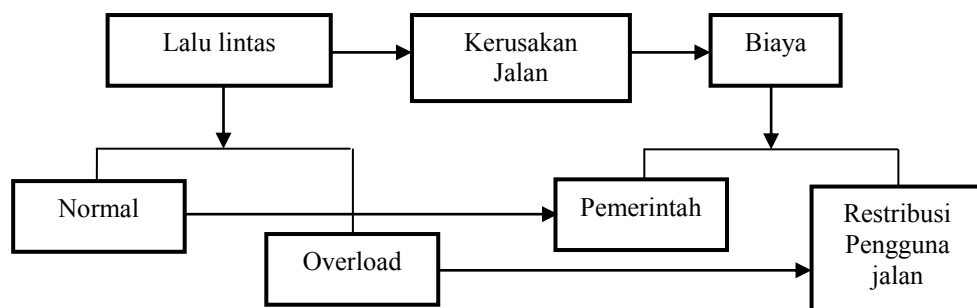 Lalu lintas
Kerusakan
Jalan
Biaya
Normal
Overload
Pemerintah
Restribusi
Pengguna
jalan